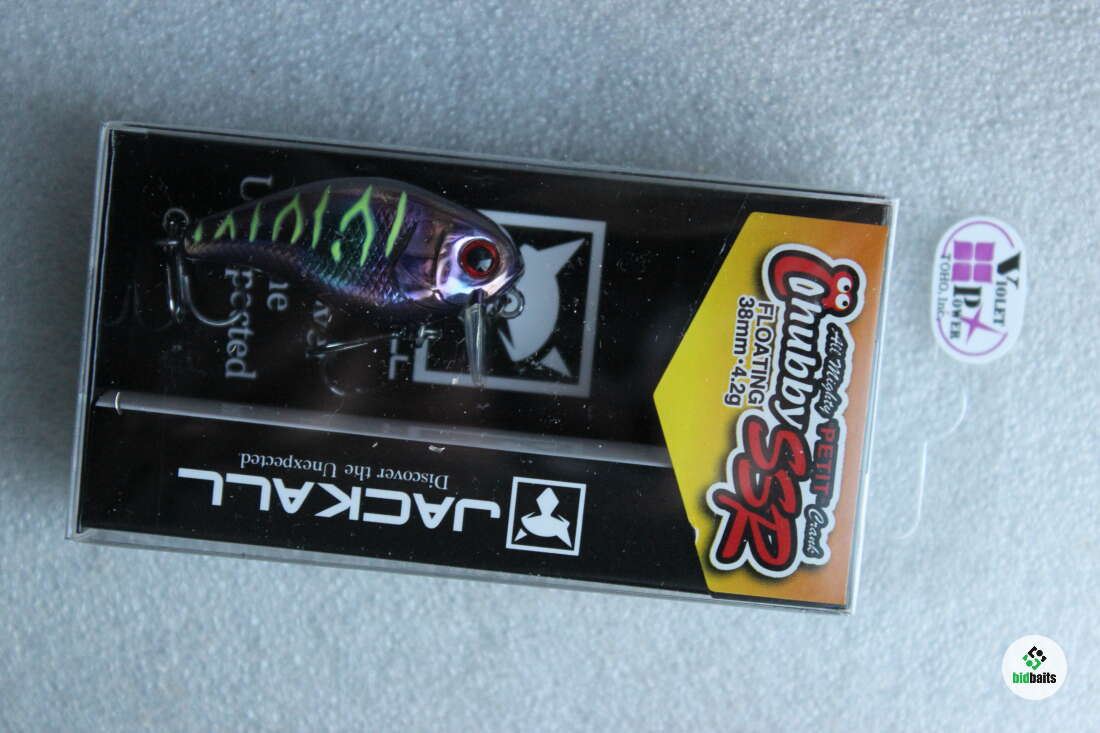 Chubby
All Mighty PETIT Crank
SSR
FLOATING
38mm・4.2g
JACKALL
Discover the Unexpected.
VIOLET
POWER
TOHO, Inc.
bidbaits